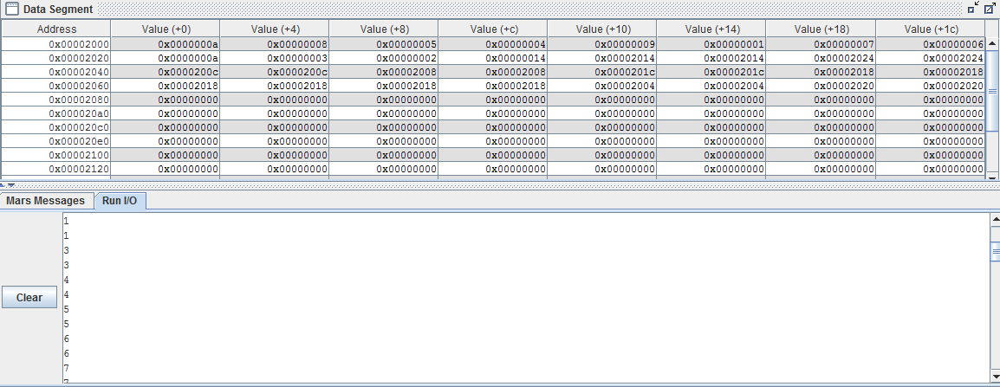 Data Segment
Address Value (+0) Value (+4) Value (+8) Value (+c) Value (+10) Value (+14) Value (+18) Value (+1c)
0x00002000 0x0000000a 0x00000008 0x00000005 0x00000004 0x00000009 0x00000001 0x00000007 0x00000006
0x00002020 0x0000000a 0x00000003 0x00000002 0x00000014 0x00002014 0x00002014 0x00002024 0x00002024
0x00002040 0x0000200c 0x0000200c 0x00002008 0x00002008 0x0000201c 0x0000201c 0x00002018 0x00002018
0x00002060 0x00002018 0x00002018 0x00002018 0x00002018 0x00002004 0x00002004 0x00002020 0x00002020
0x00002080 0x00000000 0x00000000 0x00000000 0x00000000 0x00000000 0x00000000 0x00000000 0x00000000
0x000020a0 0x00000000 0x00000000 0x00000000 0x00000000 0x00000000 0x00000000 0x00000000 0x00000000
0x000020c0 0x00000000 0x00000000 0x00000000 0x00000000 0x00000000 0x00000000 0x00000000 0x00000000
0x000020e0 0x00000000 0x00000000 0x00000000 0x00000000 0x00000000 0x00000000 0x00000000 0x00000000
0x00002100 0x00000000 0x00000000 0x00000000 0x00000000 0x00000000 0x00000000 0x00000000 0x00000000
0x00002120 0x00000000 0x00000000 0x00000000 0x00000000 0x00000000 0x00000000 0x00000000 0x00000000
Mars Messages Run I/O
Clear
1
1
3
3
4
4
5
5
6
6
7
7